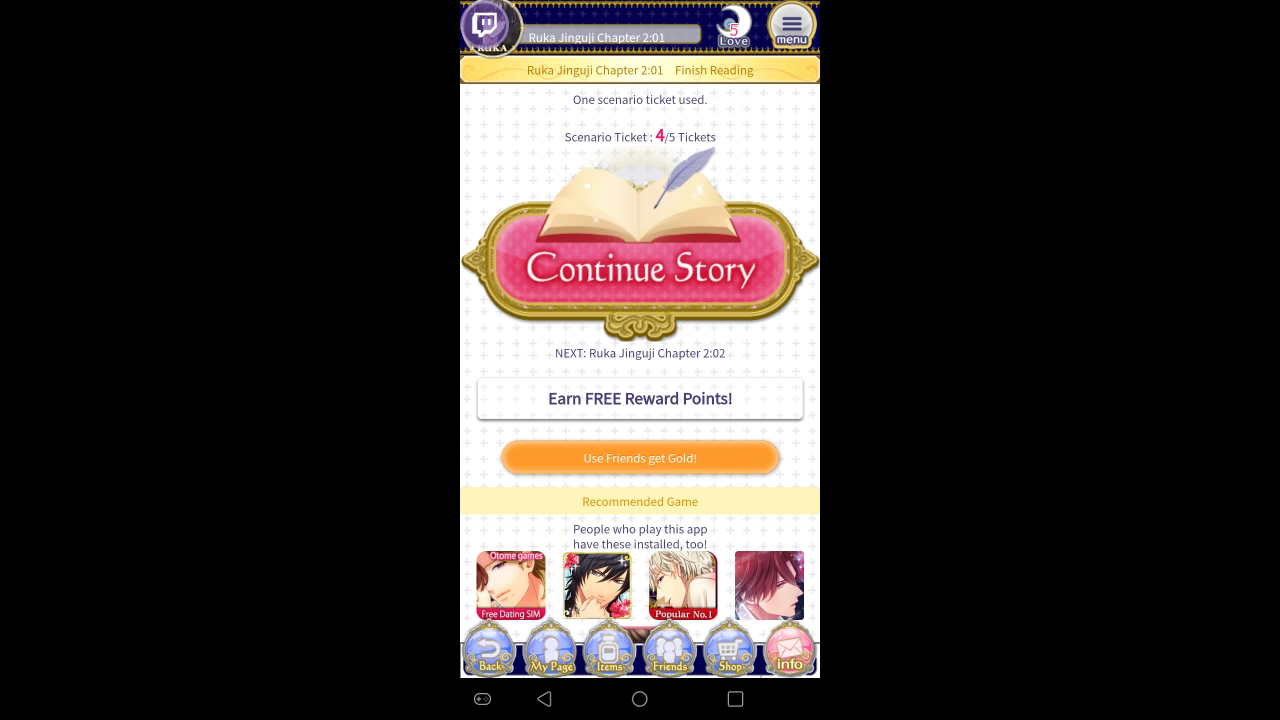 Ruka Jinguji Chapter 2:01
5
Love
menu
RUKA
Ruka Jinguji Chapter 2:01 Finish Reading
One scenario ticket used.
Scenario Ticket : 4/5 Tickets
Continue Story
NEXT: Ruka Jinguji Chapter 2:02
Earn FREE Reward Points!
Use Friends get Gold!
Recommended Game
People who play this app
have these installed, too!
Otome games
Free Dating SIM
Popular No.1
Back
My Page
Items
Friends
Shop
info